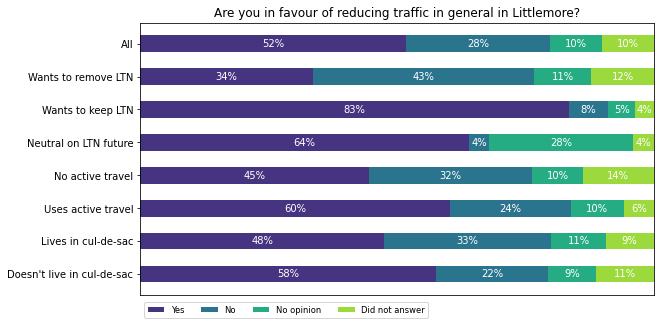 Are you in favour of reducing traffic in general in Littlemore?
All 52% 28% 10% 10%
Wants to remove LTN 34% 43% 11% 12%
Wants to keep LTN 83% 8% 5% 4%
Neutral on LTN future 64% 4% 28% 4%
No active travel 45% 32% 10% 14%
Uses active travel 60% 24% 10% 6%
Lives in cul-de-sac 48% 33% 11% 9%
Doesn't live in cul-de-sac 58% 22% 9% 11%
Yes No No opinion Did not answer